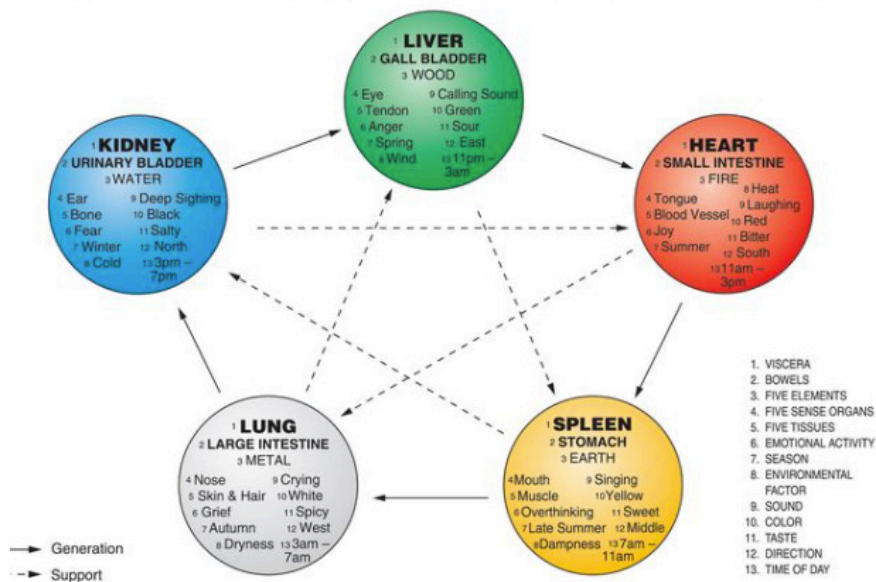 1 LIVER
2 GALL BLADDER
3 WOOD
4 Eye
5 Tendon
6 Anger
7 Spring
8 Wind
9 Calling Sound
10 Green
11 Sour
12 East
13 11pm –
3am
1 KIDNEY
2 URINARY BLADDER
3 WATER
4 Ear
5 Bone
6 Fear
7 Winter
8 Cold
9 Deep Sighing
10 Black
11 Salty
12 North
13 3pm –
7pm
1 HEART
2 SMALL INTESTINE
3 FIRE
4 Tongue
5 Blood Vessel
6 Joy
7 Summer
8 Heat
9 Laughing
10 Red
11 Bitter
12 South
13 11am –
3pm
1 LUNG
2 LARGE INTESTINE
3 METAL
4 Nose
5 Skin & Hair
6 Grief
7 Autumn
8 Dryness
9 Crying
10 White
11 Spicy
12 West
13 3am –
7am
1 SPLEEN
2 STOMACH
3 EARTH
4 Mouth
5 Muscle
6 Overthinking
7 Late Summer
8 Dampness
9 Singing
10 Yellow
11 Sweet
12 Middle
13 7am –
11am
1. VISCERA
2. BOWELS
3. FIVE ELEMENTS
4. FIVE SENSE ORGANS
5. FIVE TISSUES
6. EMOTIONAL ACTIVITY
7. SEASON
8. ENVIRONMENTAL
FACTOR
9. SOUND
10. COLOR
11. TASTE
12. DIRECTION
13. TIME OF DAY
Generation
Support